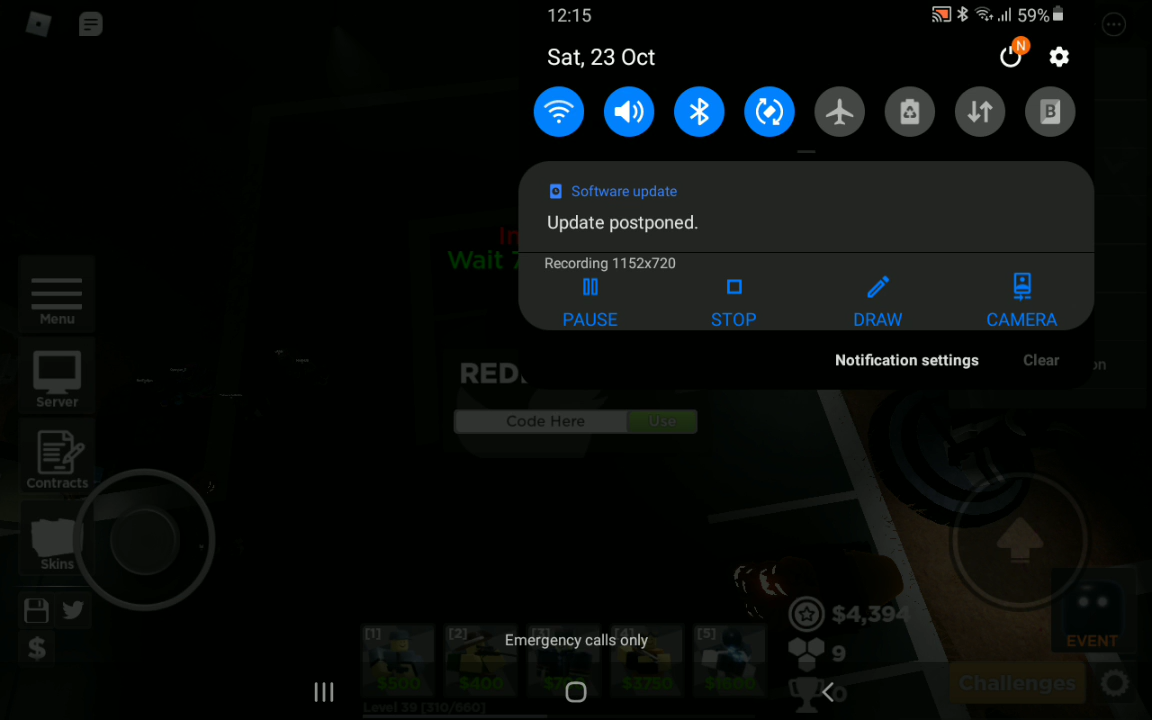 12:15
59%
Sat, 23 Oct
N
B
Software update
Update postponed.
Recording 1152x720
PAUSE
STOP
DRAW
CAMERA
Notification settings
Clear
on
Wait
Menu
Server
Contracts
Skins
$
Code Here
Use
[1]
[2]
[5]
$500
$400
$3750
Emergency calls only
Level 39 [310/660]
$4,394
9
0
EVENT
Challenges